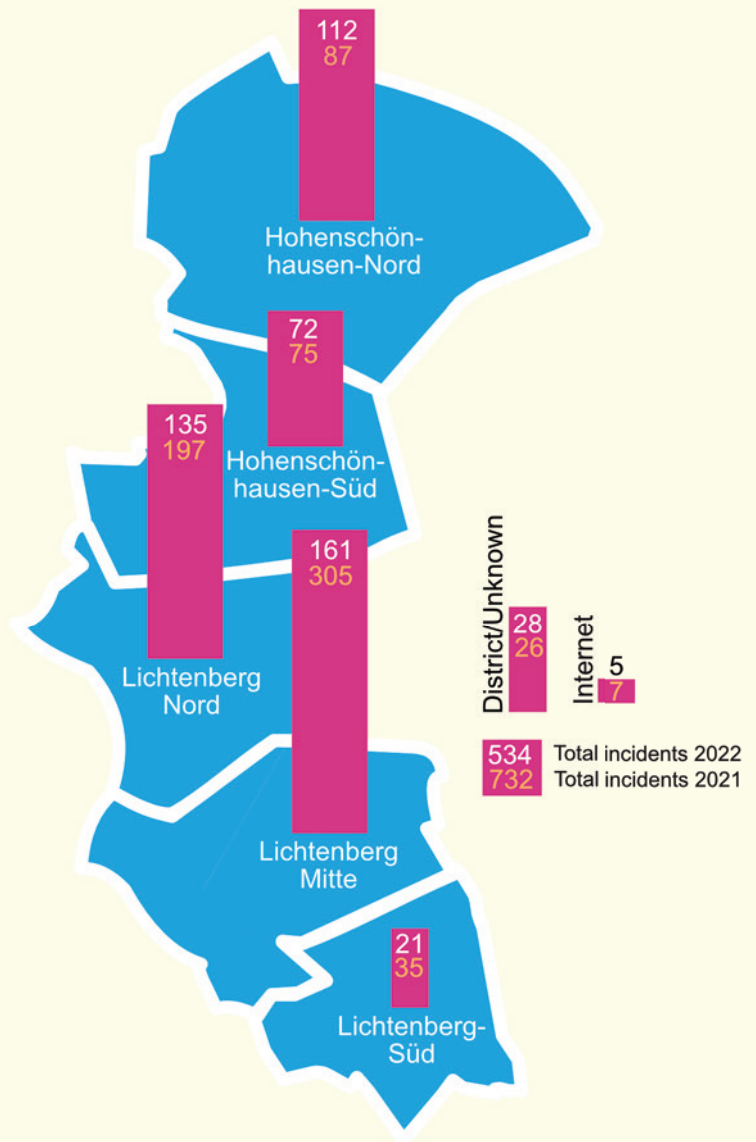 112
87
Hohenschön-
hausen-Nord
72
75
Hohenschön-
hausen-Süd
135
197
Lichtenberg
Nord
161
305
Lichtenberg
Mitte
21
35
Lichtenberg-
Süd
District/Unknown
28
26
Internet
5
7
534 Total incidents 2022
732 Total incidents 2021